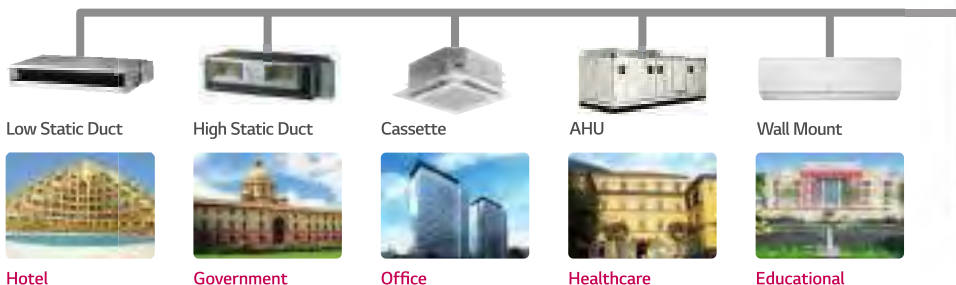 Low Static Duct
High Static Duct
Cassette
AHU
Wall Mount
Hotel
Government
Office
Healthcare
Educational